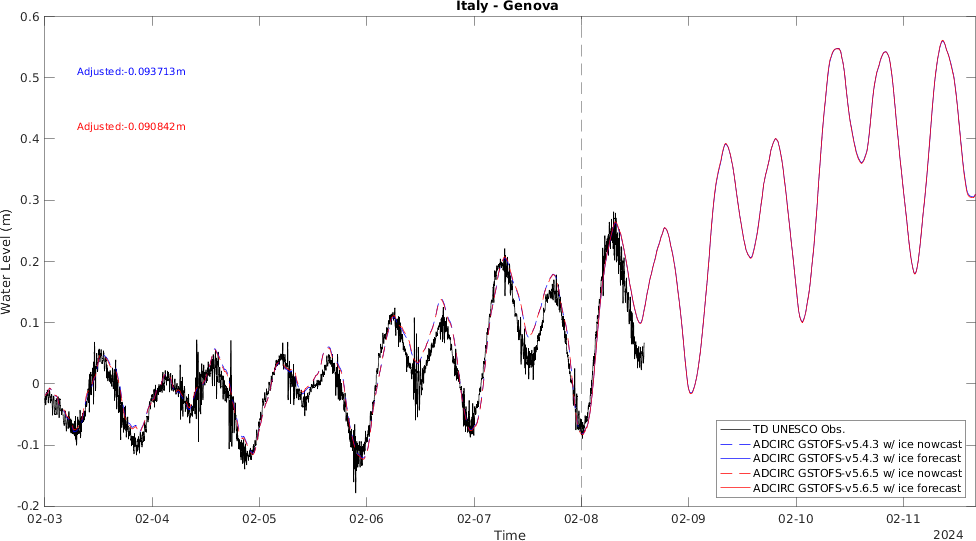 Italy - Genova
0.6
0.5
0.4
0.3
0.2
0.1
0
-0.1
-0.2
Water Level (m)
Adjusted:-0.093713m
Adjusted:-0.090842m
TD UNESCO Obs.
ADCIRC GSTOFS-v5.4.3 w/ ice nowcast
ADCIRC GSTOFS-v5.4.3 w/ ice forecast
ADCIRC GSTOFS-v5.6.5 w/ ice nowcast
ADCIRC GSTOFS-v5.6.5 w/ ice forecast
02-03 02-04 02-05 02-06 02-07 02-08 02-09 02-10 02-11
Time
2024